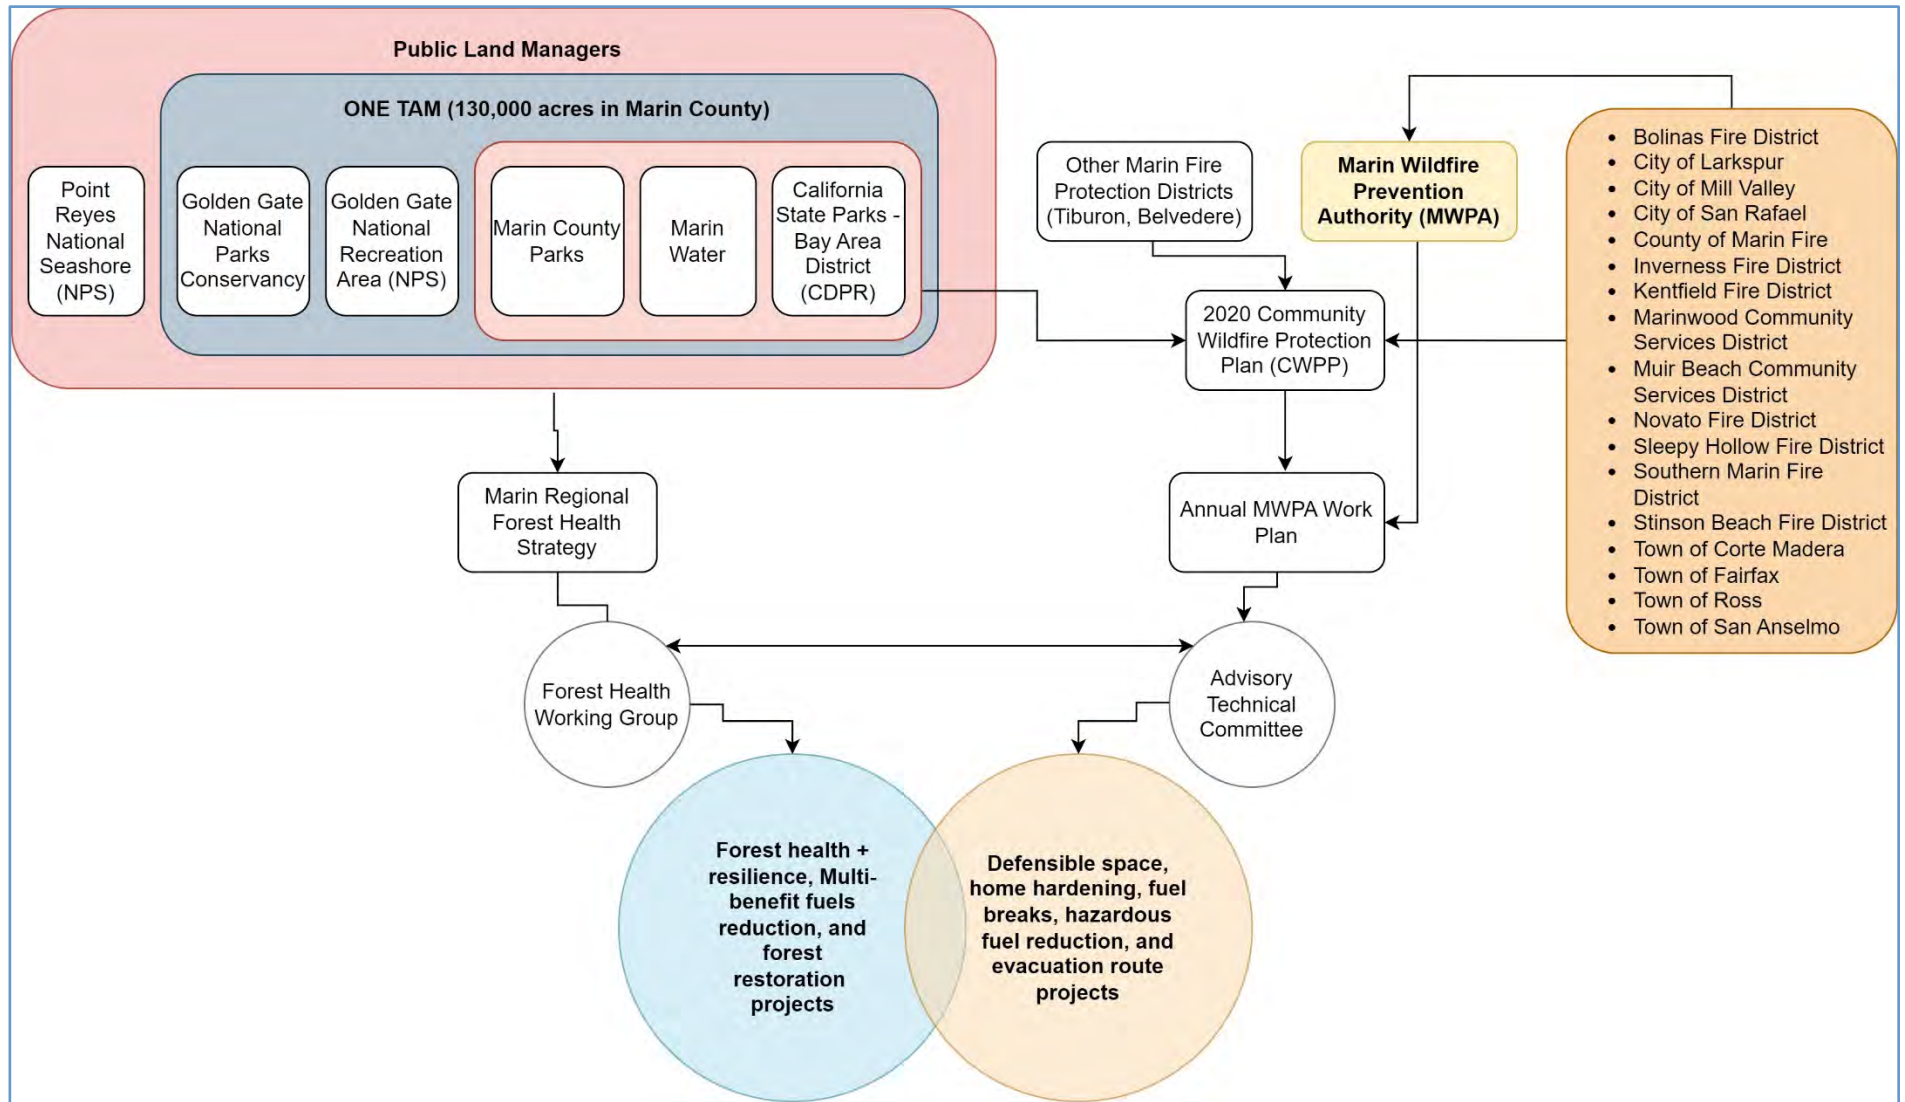 Public Land Managers
ONE TAM (130,000 acres in Marin County)
Point
Reyes
National
Seashore
(NPS)
Golden Gate
National
Parks
Conservancy
Golden Gate
National
Recreation
Area (NPS)
Marin County
Parks
Marin
Water
California
State Parks -
Bay Area
District
(CDPR)
Other Marin Fire
Protection Districts
(Tiburon, Belvedere)
Marin Wildfire
Prevention
Authority (MWPA)
• Bolinas Fire District
• City of Larkspur
• City of Mill Valley
• City of San Rafael
• County of Marin Fire
• Inverness Fire District
• Kentfield Fire District
• Marinwood Community
Services District
• Muir Beach Community
Services District
• Novato Fire District
• Sleepy Hollow Fire District
• Southern Marin Fire
District
• Stinson Beach Fire District
• Town of Corte Madera
• Town of Fairfax
• Town of Ross
• Town of San Anselmo
2020 Community
Wildfire Protection
Plan (CWPP)
Marin Regional
Forest Health
Strategy
Annual MWPA Work
Plan
Forest Health
Working Group
Advisory
Technical
Committee
Forest health +
resilience, Multi-
benefit fuels
reduction, and
forest
restoration
projects
Defensible space,
home hardening, fuel
breaks, hazardous
fuel reduction, and
evacuation route
projects